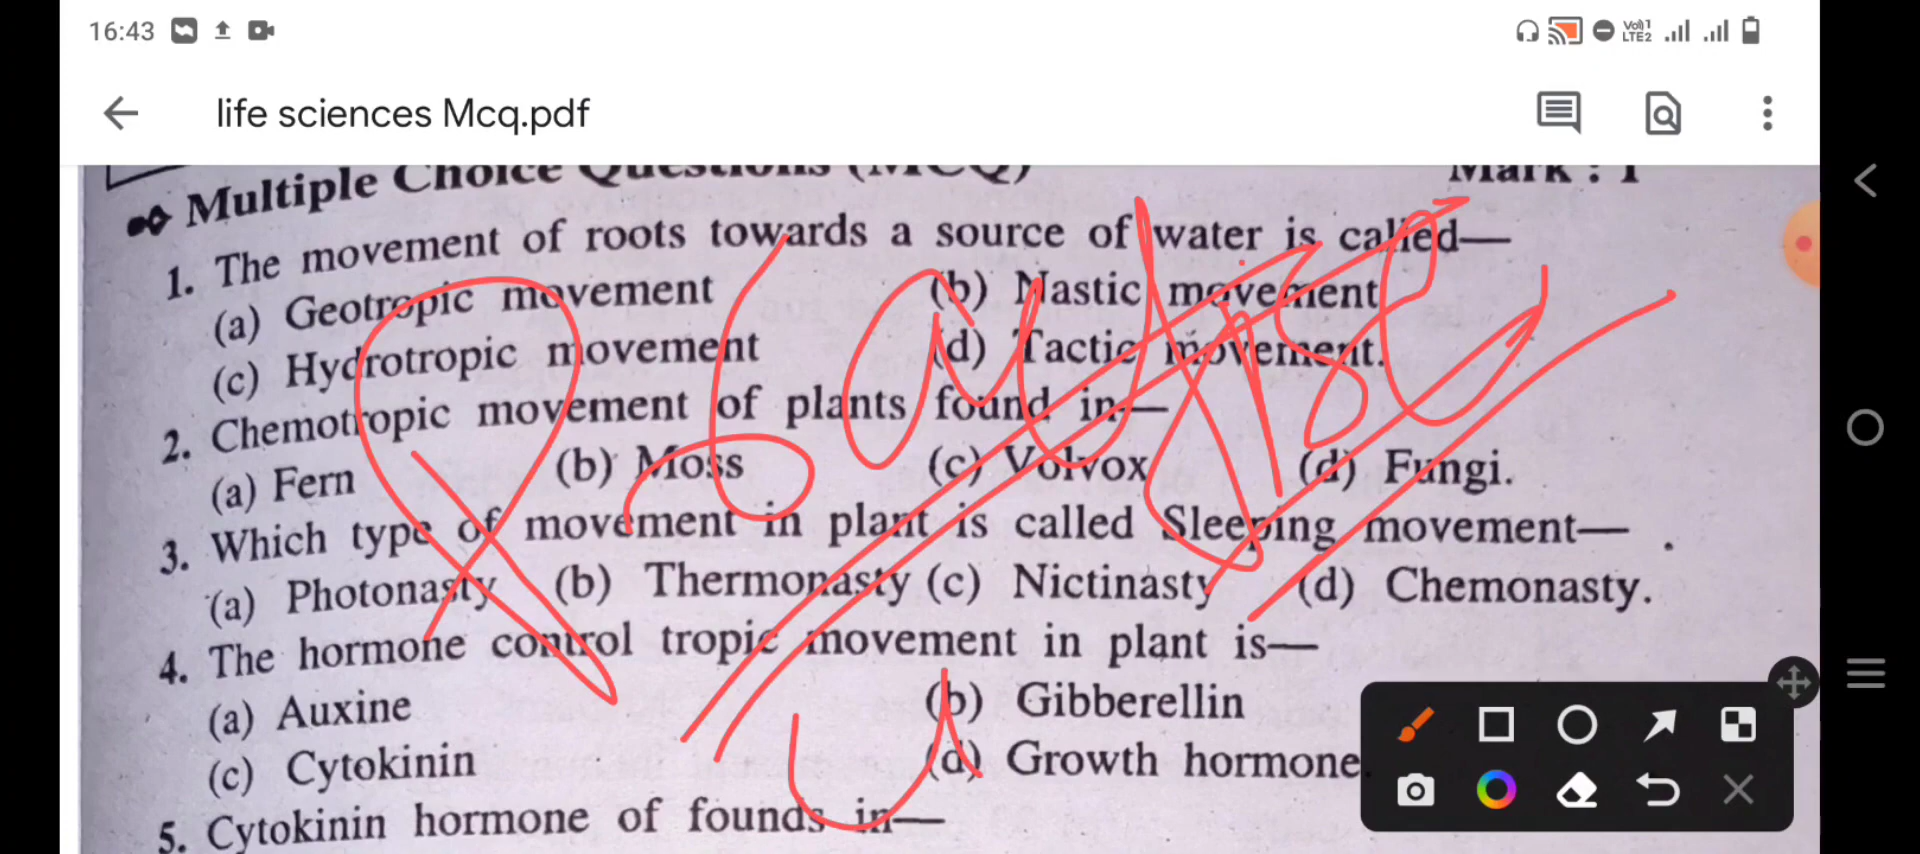 16:43
VoI) 1
LTE2
life sciences Mcq.pdf
Multiple Choice Questions (MCQ) Mark : 1
1. The movement of roots towards a source of water is called—
(a) Geotropic movement (b) Nastic movement
(c) Hydrotropic movement (d) Tactic movement.
2. Chemotropic movement of plants found in—
(a) Fern (b) Moss (c) Volvox (d) Fungi.
3. Which type of movement in plant is called Sleeping movement—
(a) Photonasty (b) Thermonasty (c) Nictinasty (d) Chemonasty.
4. The hormone control tropic movement in plant is—
(a) Auxine (b) Gibberellin
(c) Cytokinin (d) Growth hormone.
5. Cytokinin hormone of founds in—